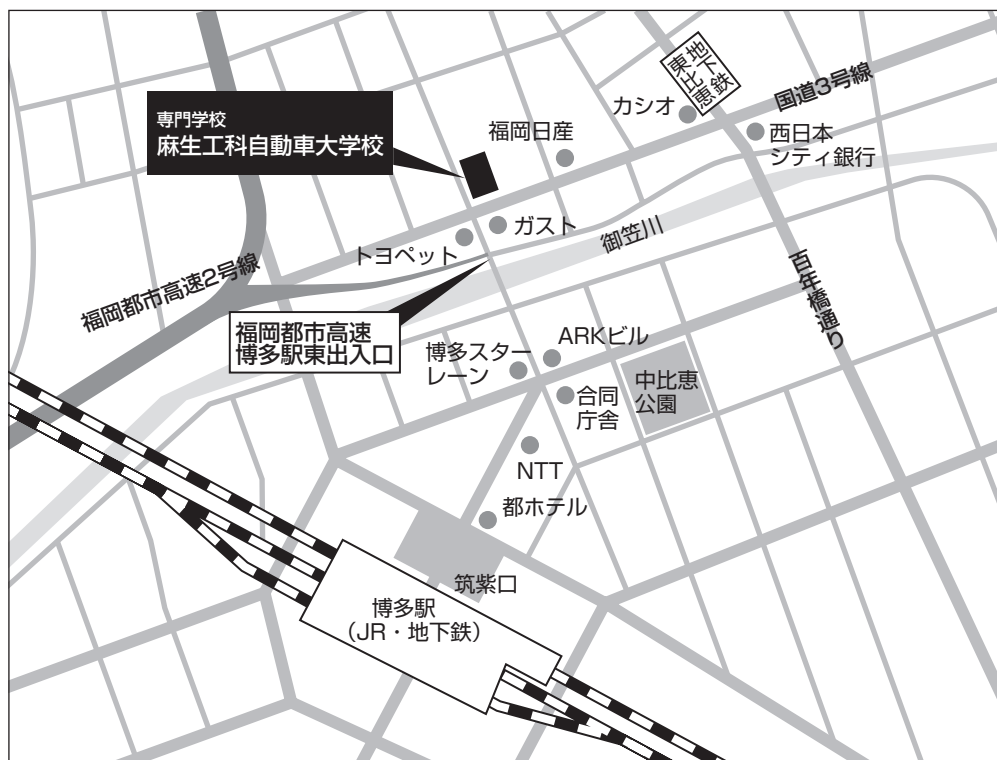 地下鉄
東比恵
カシオ
国道3号線
西日本
シティ銀行
専門学校
麻生工科自動車大学校
福岡日産
ガスト
トヨペット
御笠川
福岡都市高速2号線
百年橋通り
福岡都市高速
博多駅東出入口
ARKビル
博多スター
レーン
中比恵
公園
合同
庁舎
NTT
都ホテル
筑紫口
博多駅
(JR・地下鉄)